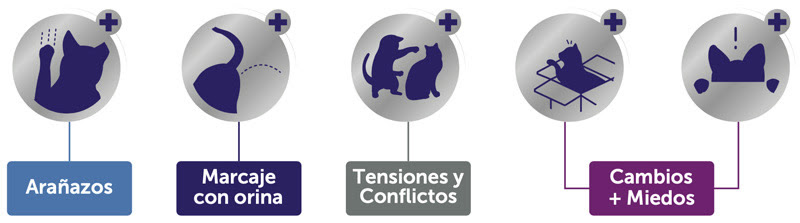 Arañazos
Marcaje
con orina
Tensiones y
Conflictos
Cambios
+ Miedos